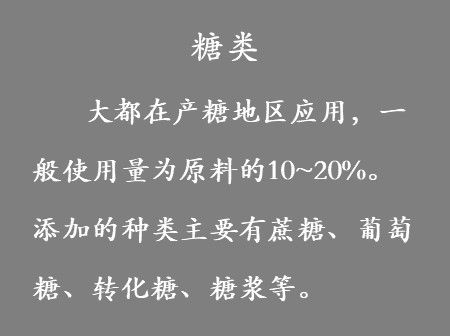 糖类
大都在产糖地区应用，一
般使用量为原料的10~20%。
添加的种类主要有蔗糖、葡萄
糖、转化糖、糖浆等。